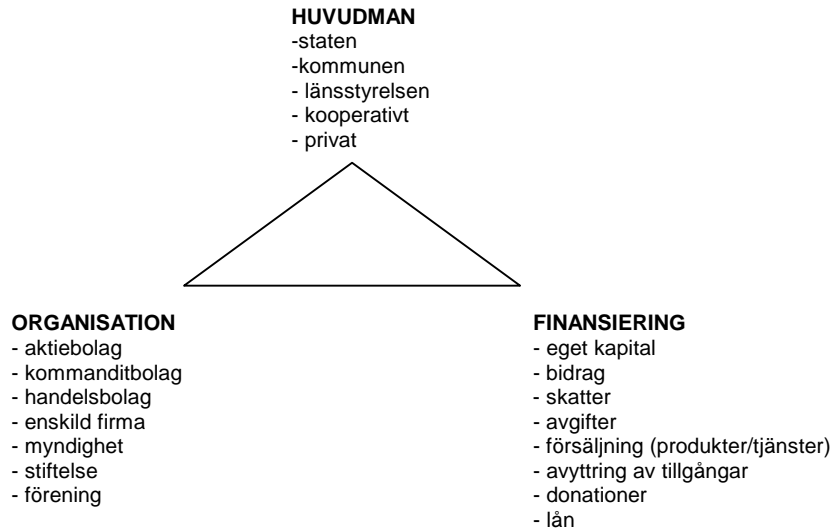 HUVUDMAN
-staten
-kommunen
- länsstyrelsen
- kooperativt
- privat
ORGANISATION
- aktiebolag
- kommanditbolag
- handelsbolag
- enskild firma
- myndighet
- stiftelse
- förening
FINANSIERING
- eget kapital
- bidrag
- skatter
- avgifter
- försäljning (produkter/tjänster)
- avyttring av tillgångar
- donationer
- lån